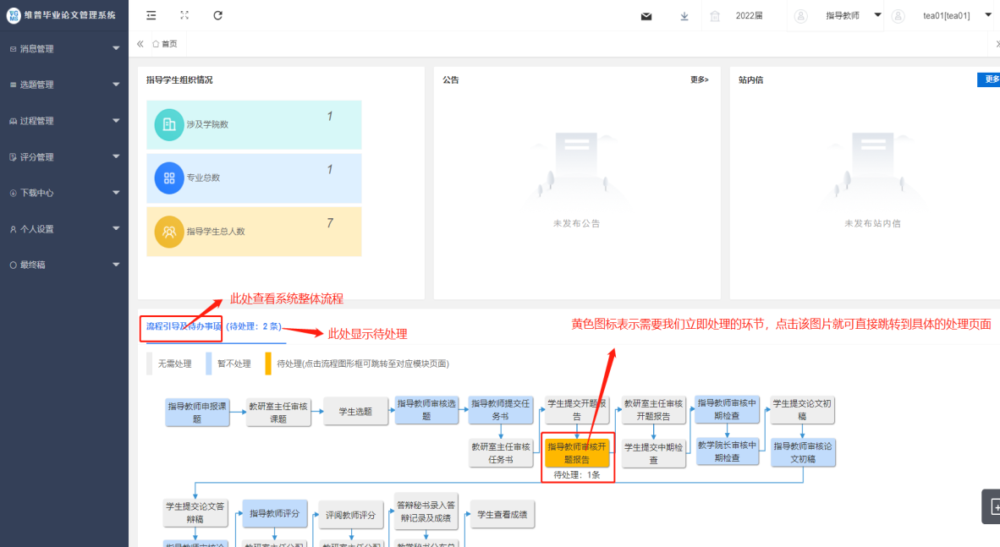 维普毕业论文管理系统
2022届
指导教师
tea01[tea01]
首页
消息管理
选题管理
过程管理
评分管理
下载中心
个人设置
最终稿
指导学生组织情况
涉及学院数
1
专业总数
1
指导学生总人数
7
公告
更多>
未发布公告
站内信
更多
未发布站内信
此处查看系统整体流程
流程引导及待办事项 (待处理：2 条)
此处显示待处理
黄色图标表示需要我们立即处理的环节，点击该图片就可直接跳转到具体的处理页面
无需处理
暂不处理
待处理(点击流程图形框可跳转至对应模块页面)
指导教师申报课
题
教研室主任审核
课题
学生选题
指导教师审核选
题
指导教师提交任
务书
学生提交开题报
告
教研室主任审核
开题报告
指导教师审核中
期检查
学生提交论文初
稿
教研室主任审核
任务书
指导教师审核开
题报告
待处理：1条
学生提交中期检
查
教学院长审核中
期检查
指导教师审核论
文初稿
学生提交论文答
辩稿
指导教师评分
评阅教师评分
答辩秘书录入答
辩记录及成绩
学生查看成绩